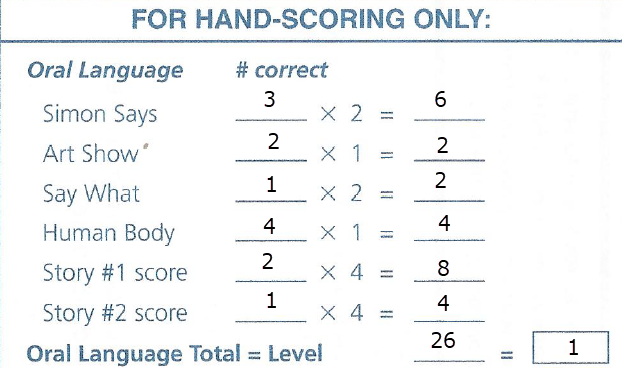 FOR HAND-SCORING ONLY:
Oral Language # correct
Simon Says 3 × 2 = 6
Art Show 2 × 1 = 2
Say What 1 × 2 = 2
Human Body 4 × 1 = 4
Story #1 score 2 × 4 = 8
Story #2 score 1 × 4 = 4
Oral Language Total = Level 26 = 1